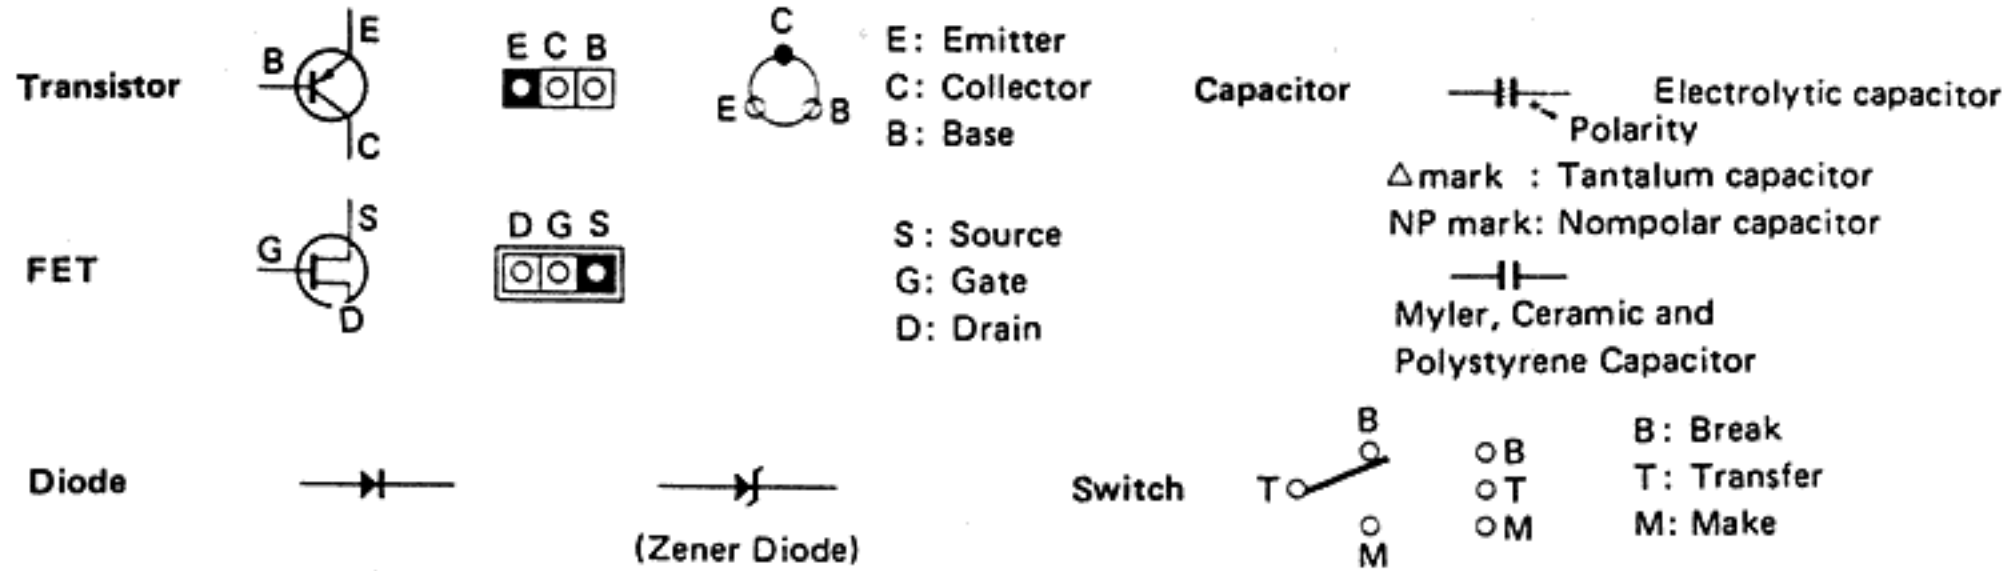 Transistor
B E C
E C B
C
E B
E: Emitter
C: Collector
B: Base
Capacitor
Electrolytic capacitor
Polarity
△ mark : Tantalum capacitor
NP mark: Nompolar capacitor
Myler, Ceramic and
Polystyrene Capacitor
FET
G S D
D G S
S: Source
G: Gate
D: Drain
Diode
(Zener Diode)
Switch
B
T
M
B
T
M
B: Break
T: Transfer
M: Make